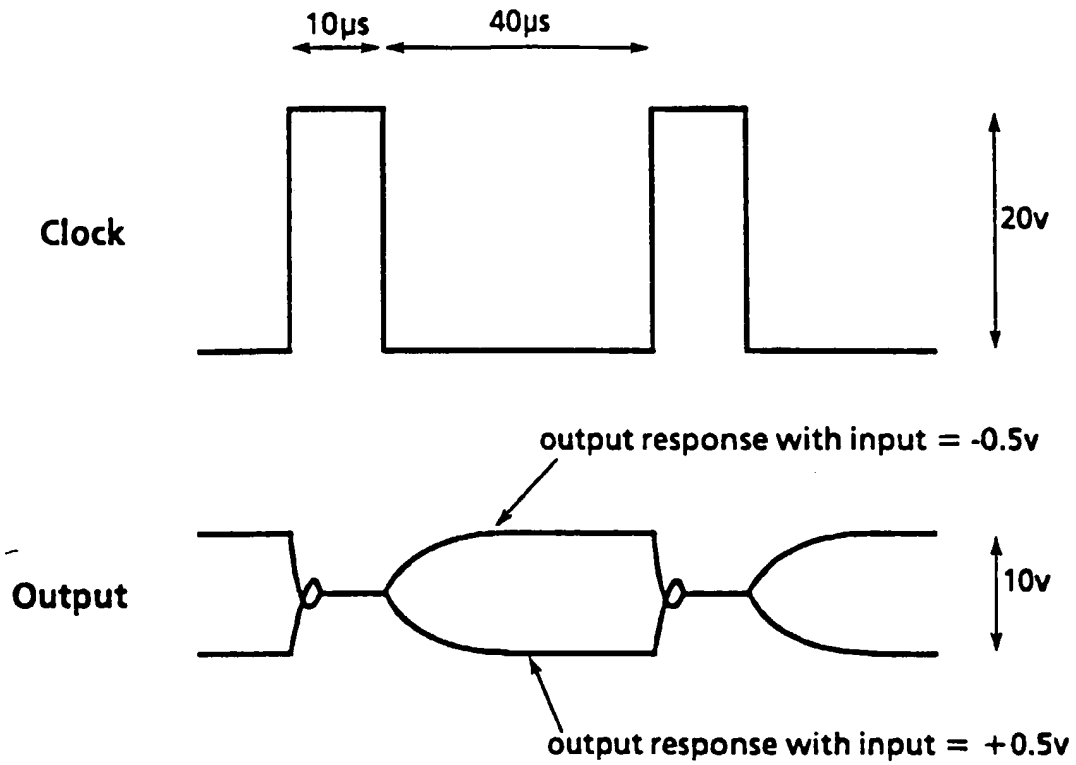 10μs
40μs
Clock
20v
output response with input = -0.5v
Output
10v
output response with input = +0.5v